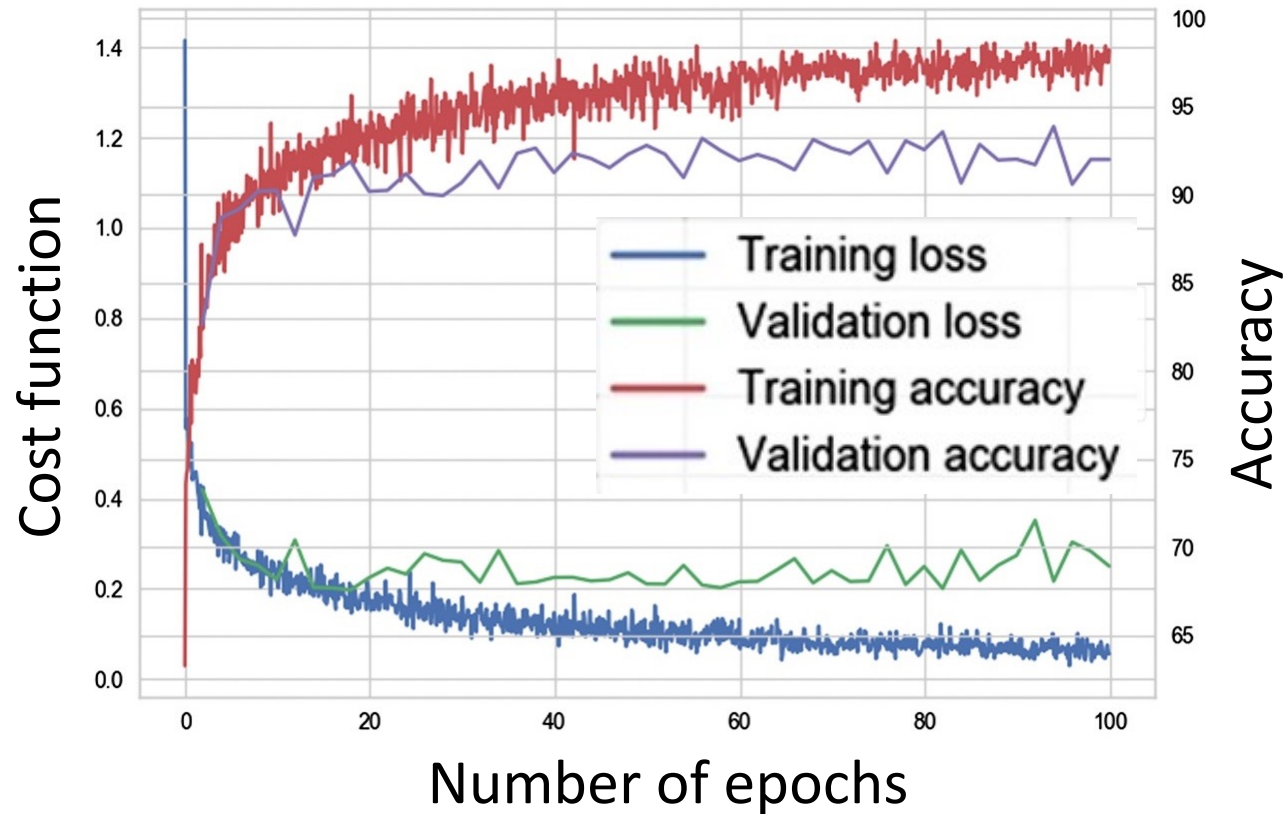 Cost function
1.4
1.2
1.0
0.8
0.6
0.4
0.2
0.0
100
95
90
85
80
75
70
65
Accuracy
Training loss
Validation loss
Training accuracy
Validation accuracy
0 20 40 60 80 100
Number of epochs